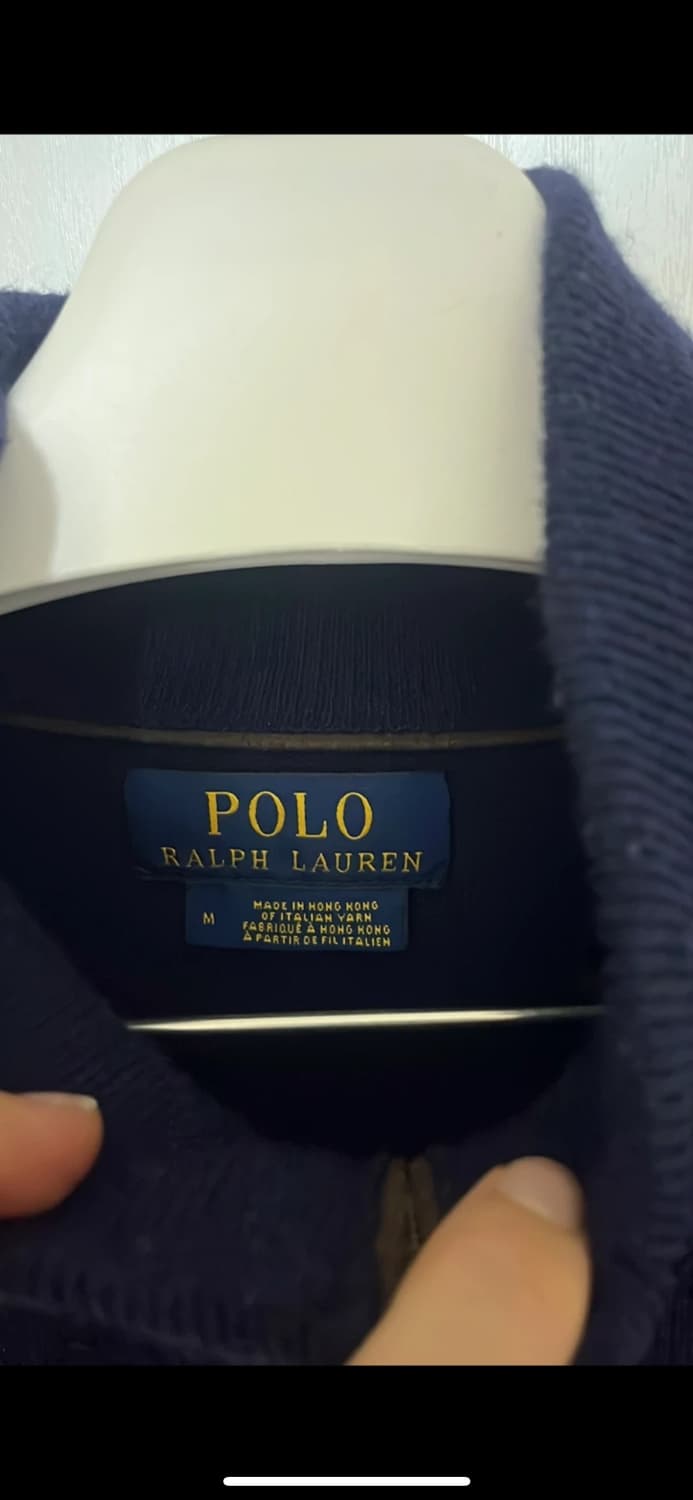 POLO
RALPH LAUREN
M
MADE IN HONG KONG
OF ITALIAN YARN
FABRIQUÉ À HONG KONG
À PARTIR DE FIL ITALIEN